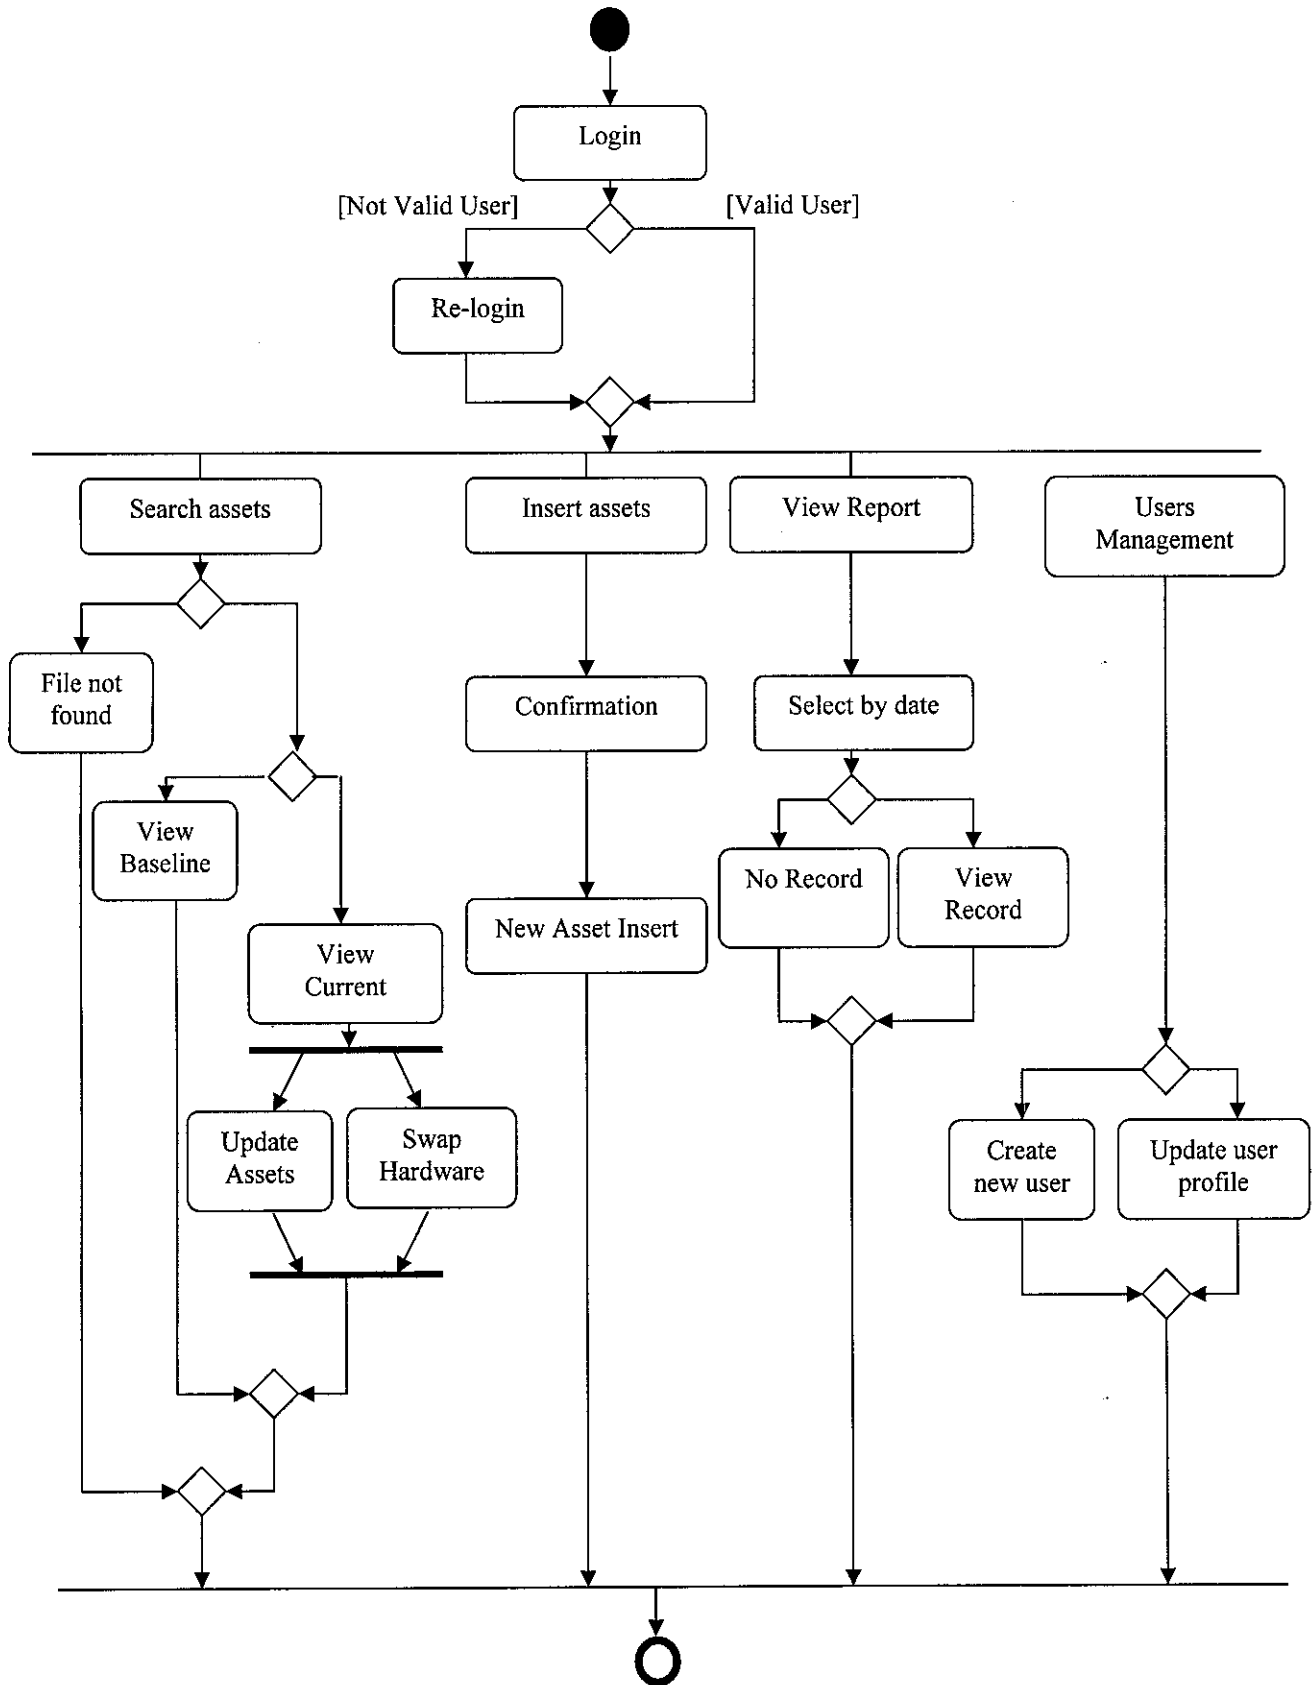 Login
[Not Valid User]
[Valid User]
Re-login
Search assets
Insert assets
View Report
Users
Management
File not
found
Confirmation
Select by date
View
Baseline
No Record
View
Record
New Asset Insert
View
Current
Update
Assets
Swap
Hardware
Create
new user
Update user
profile